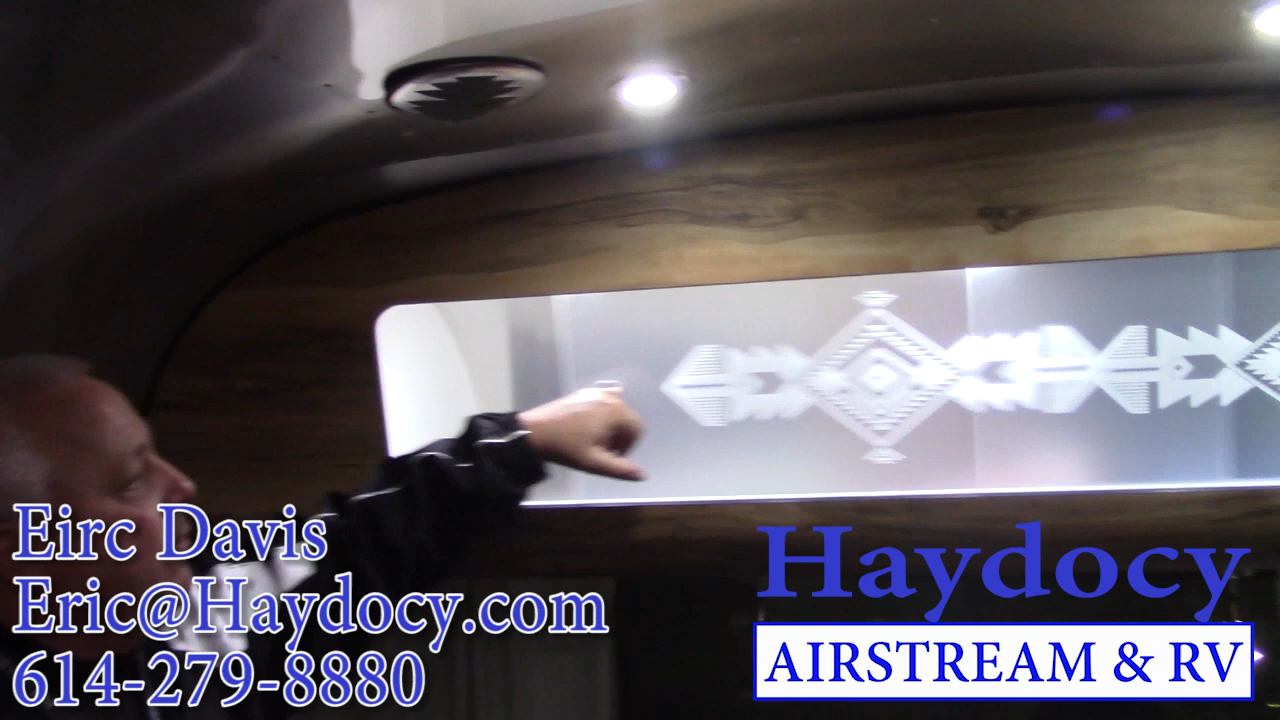 Eirc Davis
Eric@Haydocy.com
614-279-8880
Haydocy
AIRSTREAM & RV